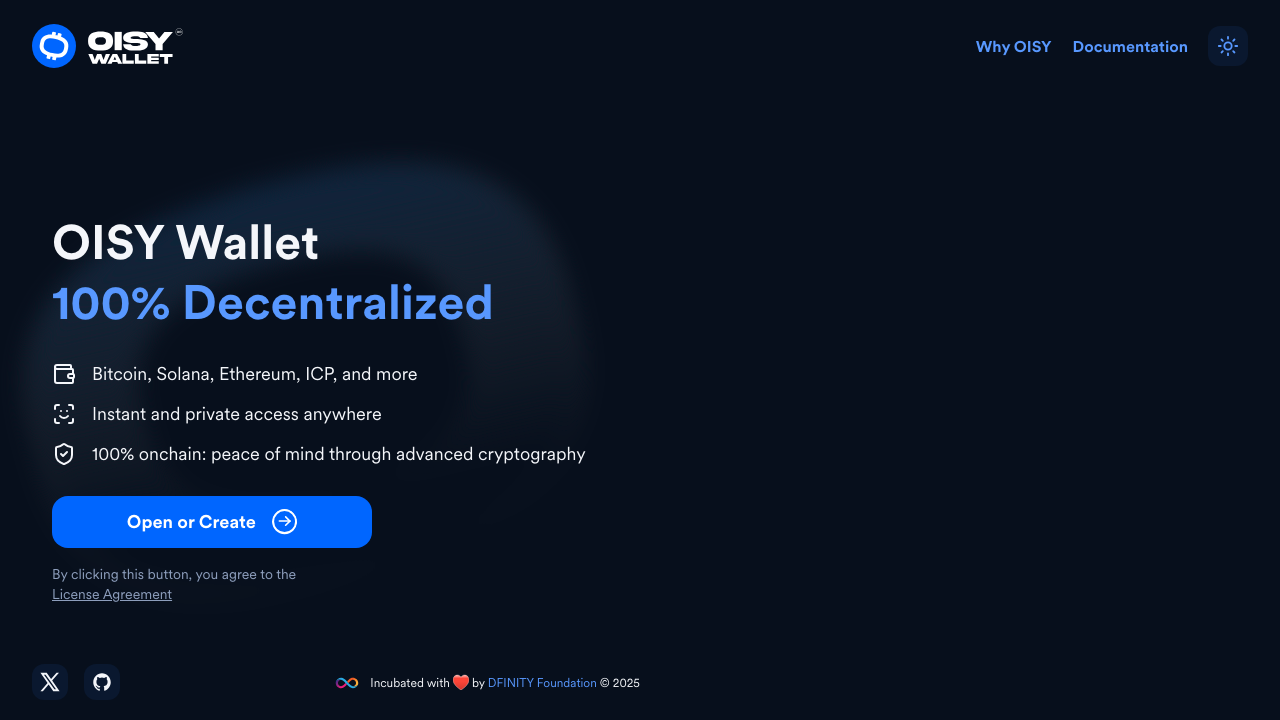 OISY
WALLET
Why OISY
Documentation
OISY Wallet
100% Decentralized
Bitcoin, Solana, Ethereum, ICP, and more
Instant and private access anywhere
100% onchain: peace of mind through advanced cryptography
Open or Create
By clicking this button, you agree to the
License Agreement
Incubated with ❤️ by DFINITY Foundation © 2025